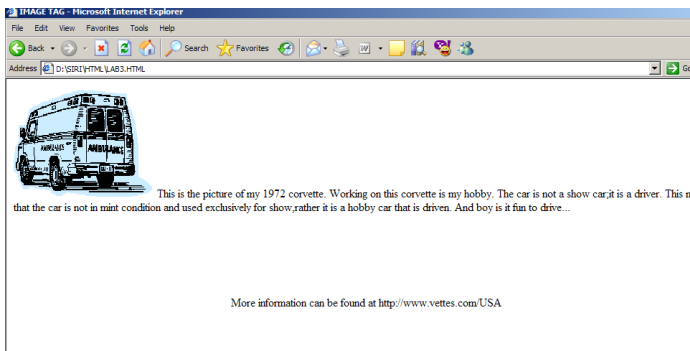 IMAGE TAG - Microsoft Internet Explorer
File Edit View Favorites Tools Help
Back Search Favorites
Address D:\SIRI\HTML\LAB3.HTML
AMBULANCE AMBULANCE
This is the picture of my 1972 corvette. Working on this corvette is my hobby. The car is not a show car;it is a driver. This
that the car is not in mint condition and used exclusively for show,rather it is a hobby car that is driven. And boy is it fun to drive...
More information can be found at http://www.vettes.com/USA